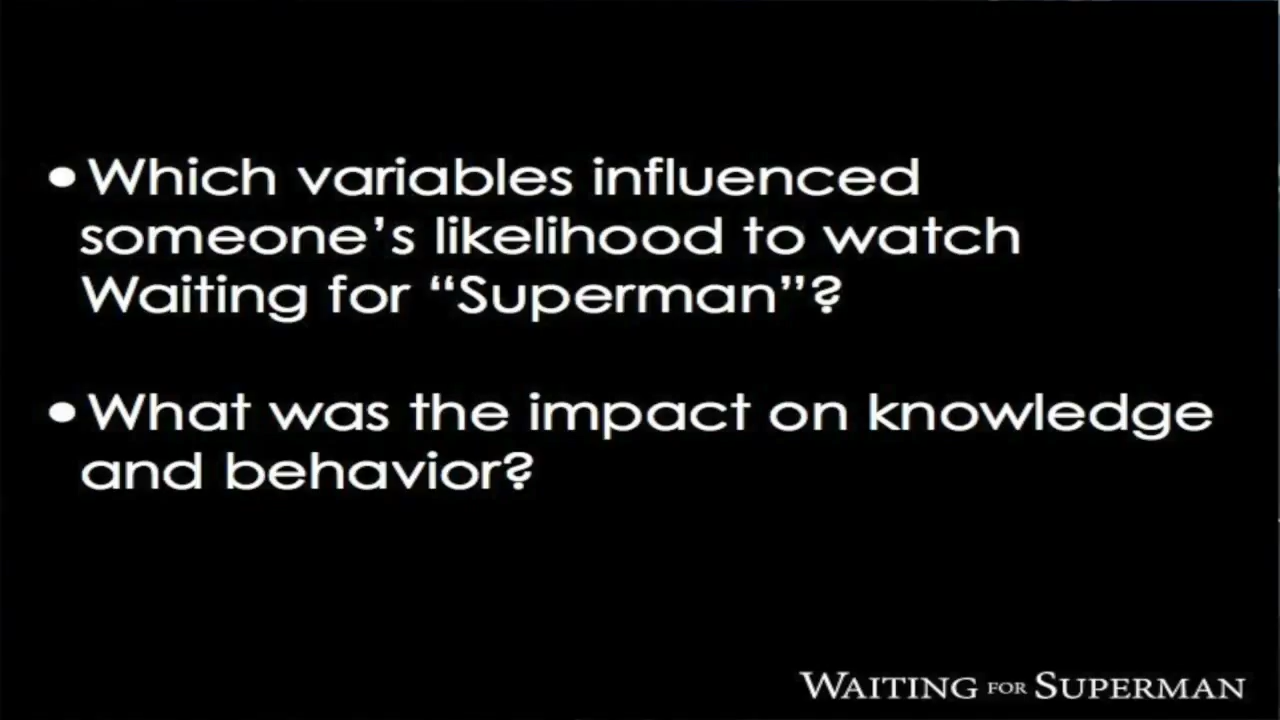 •Which variables influenced
someone’s likelihood to watch
Waiting for “Superman”?
•What was the impact on knowledge
and behavior?
WAITING FOR SUPERMAN